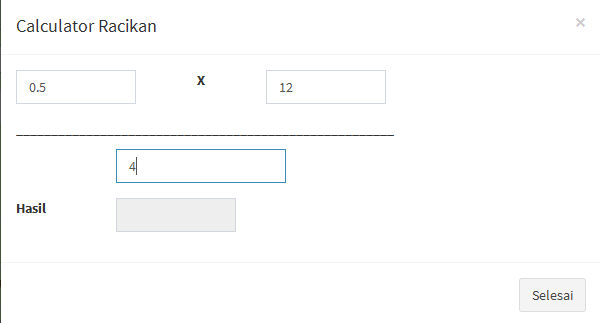 Calculator Racikan ×
0.5 X 12
4
Hasil
Selesai